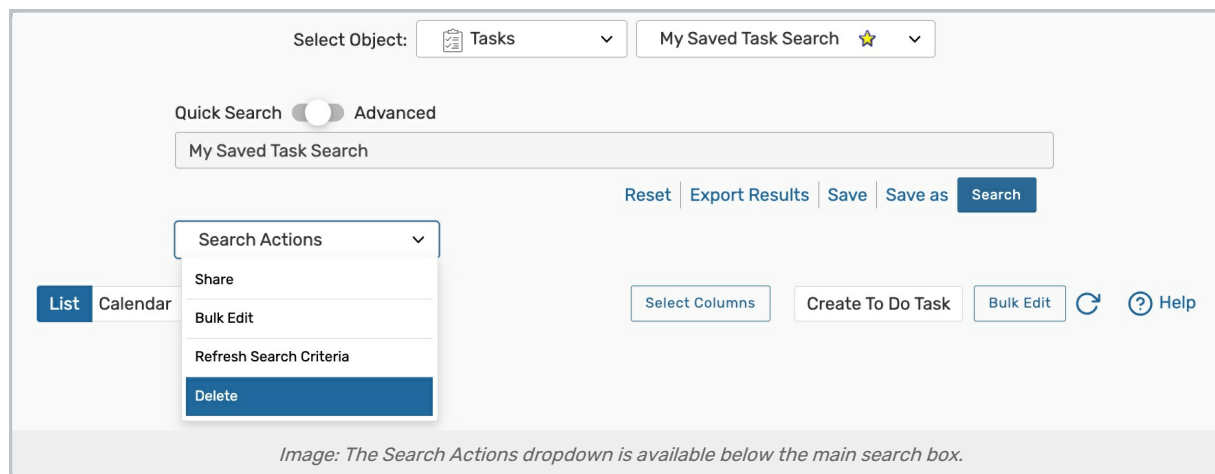 Select Object: Tasks My Saved Task Search
Quick Search Advanced
My Saved Task Search
Reset Export Results Save Save as Search
Search Actions
Share
List Calendar Select Columns Create To Do Task Bulk Edit Help
Bulk Edit
Refresh Search Criteria
Delete
Image: The Search Actions dropdown is available below the main search box.